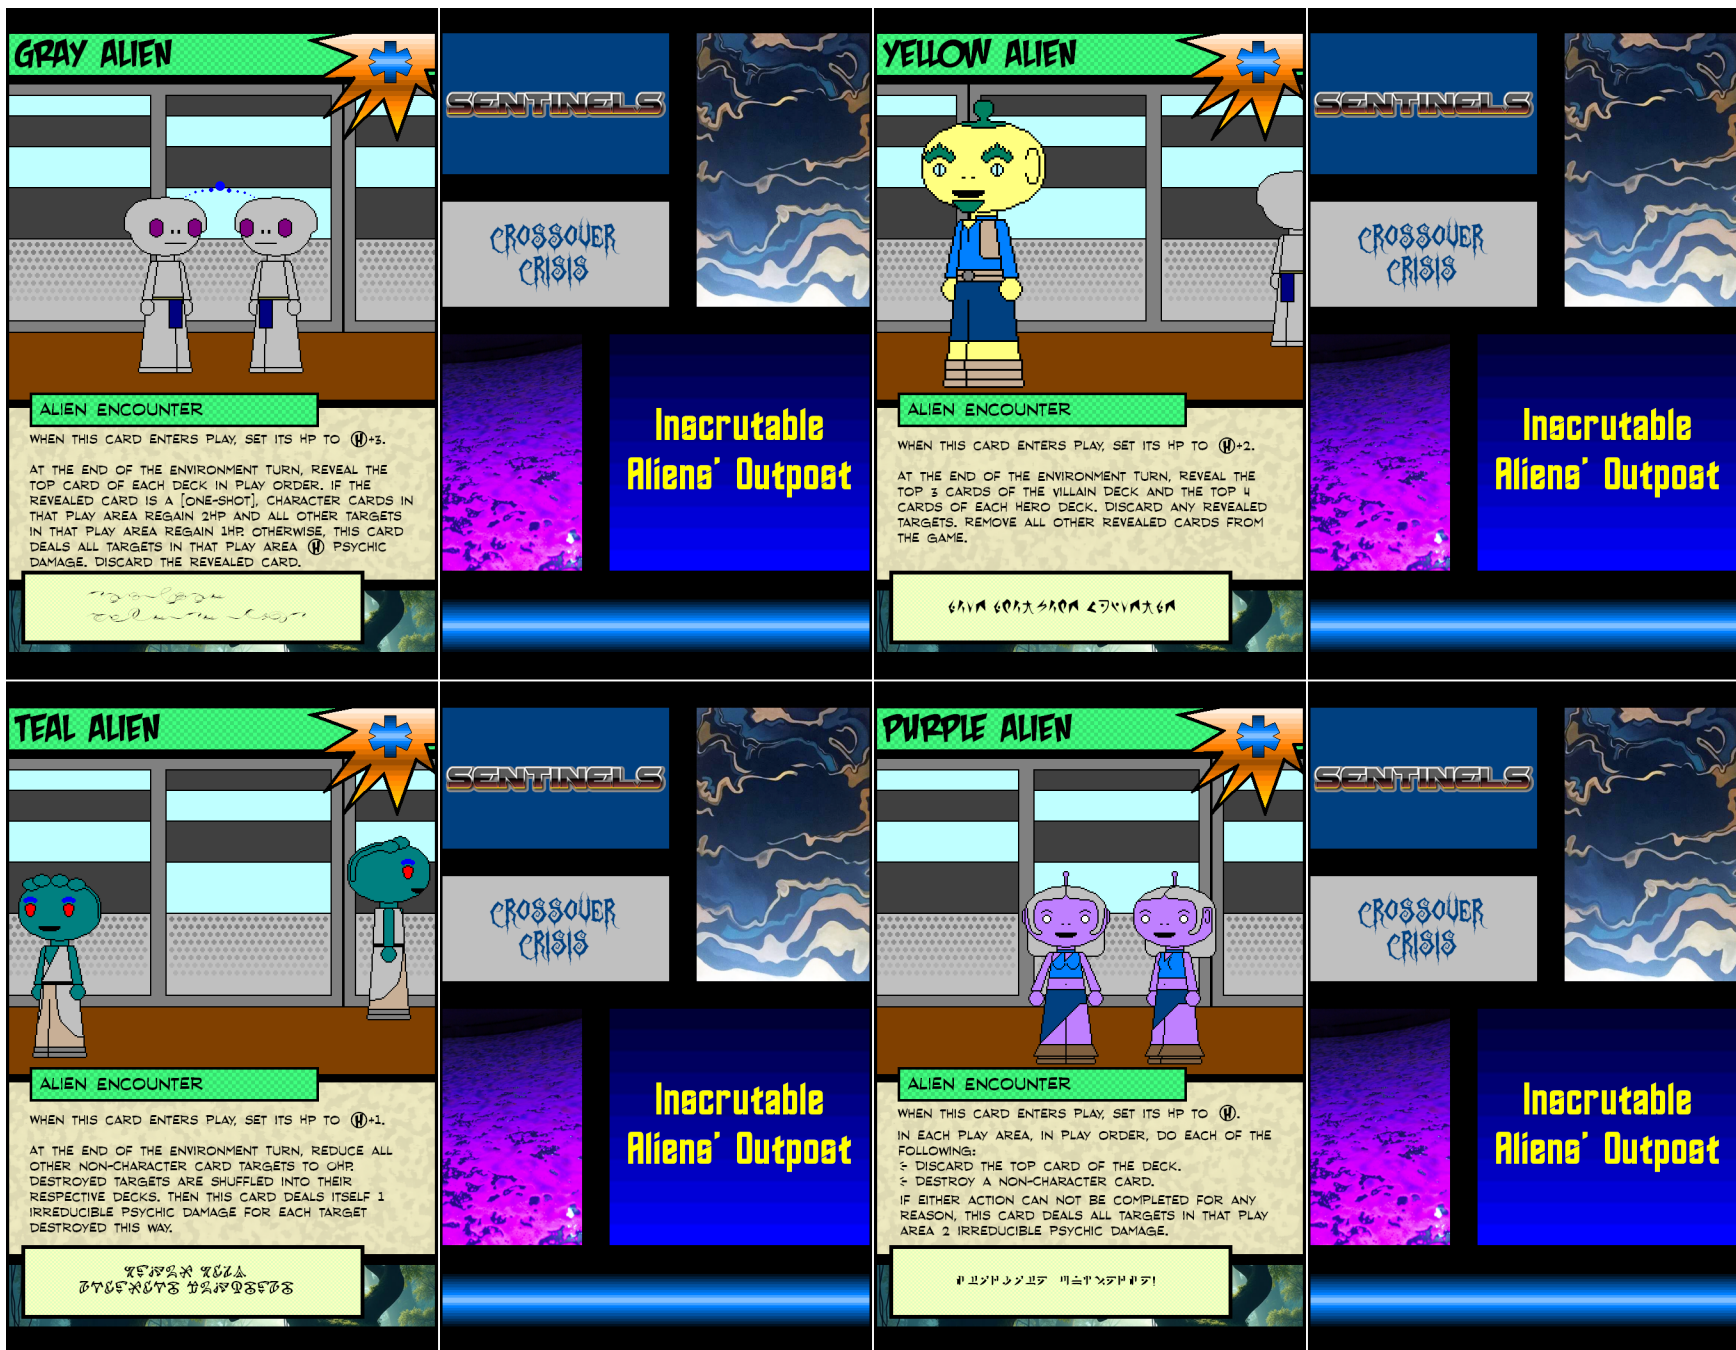 GRAY ALIEN
ALIEN ENCOUNTER
WHEN THIS CARD ENTERS PLAY, SET ITS HP TO Ⓗ+3.
AT THE END OF THE ENVIRONMENT TURN, REVEAL THE
TOP CARD OF EACH DECK IN PLAY ORDER. IF THE
REVEALED CARD IS A [ONE-SHOT], CHARACTER CARDS IN
THAT PLAY AREA REGAIN 2HP AND ALL OTHER TARGETS
IN THAT PLAY AREA REGAIN 1HP. OTHERWISE, THIS CARD
DEALS ALL TARGETS IN THAT PLAY AREA Ⓗ PSYCHIC
DAMAGE. DISCARD THE REVEALED CARD.
SENTINELS
CROSSOVER
CRISIS
Inscrutable
Aliens' Outpost
YELLOW ALIEN
ALIEN ENCOUNTER
WHEN THIS CARD ENTERS PLAY, SET ITS HP TO Ⓗ+2.
AT THE END OF THE ENVIRONMENT TURN, REVEAL THE
TOP 3 CARDS OF THE VILLAIN DECK AND THE TOP 4
CARDS OF EACH HERO DECK. DISCARD ANY REVEALED
TARGETS. REMOVE ALL OTHER REVEALED CARDS FROM
THE GAME.
SENTINELS
CROSSOVER
CRISIS
Inscrutable
Aliens' Outpost
TEAL ALIEN
ALIEN ENCOUNTER
WHEN THIS CARD ENTERS PLAY, SET ITS HP TO Ⓗ+1.
AT THE END OF THE ENVIRONMENT TURN, REDUCE ALL
OTHER NON-CHARACTER CARD TARGETS TO 0HP.
DESTROYED TARGETS ARE SHUFFLED INTO THEIR
RESPECTIVE DECKS. THEN THIS CARD DEALS ITSELF 1
IRREDUCIBLE PSYCHIC DAMAGE FOR EACH TARGET
DESTROYED THIS WAY.
SENTINELS
CROSSOVER
CRISIS
Inscrutable
Aliens' Outpost
PURPLE ALIEN
ALIEN ENCOUNTER
WHEN THIS CARD ENTERS PLAY, SET ITS HP TO Ⓗ.
IN EACH PLAY AREA, IN PLAY ORDER, DO EACH OF THE
FOLLOWING:
÷ DISCARD THE TOP CARD OF THE DECK.
÷ DESTROY A NON-CHARACTER CARD.
IF EITHER ACTION CAN NOT BE COMPLETED FOR ANY
REASON, THIS CARD DEALS ALL TARGETS IN THAT PLAY
AREA 2 IRREDUCIBLE PSYCHIC DAMAGE.
SENTINELS
CROSSOVER
CRISIS
Inscrutable
Aliens' Outpost